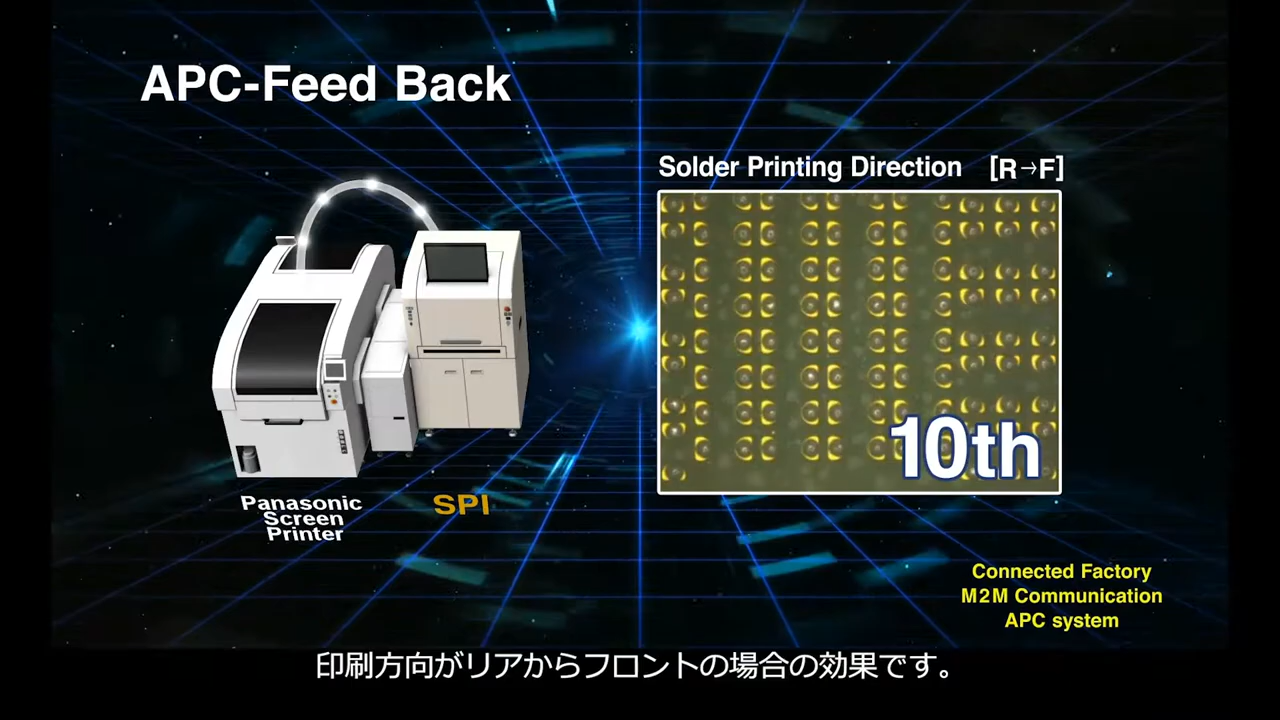 APC-Feed Back
Solder Printing Direction [R→F]
10th
Panasonic
Screen
Printer
SPI
Connected Factory
M2M Communication
APC system
印刷方向がリアからフロントの場合の効果です。